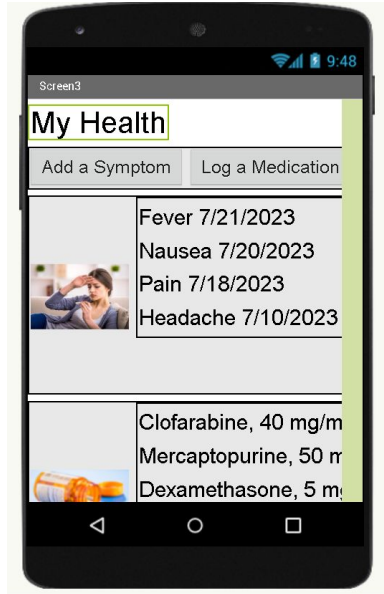 9:48
Screen3
My Health
Add a Symptom Log a Medication
Fever 7/21/2023
Nausea 7/20/2023
Pain 7/18/2023
Headache 7/10/2023
Clofarabine, 40 mg/m
Mercaptopurine, 50 m
Dexamethasone, 5 mg